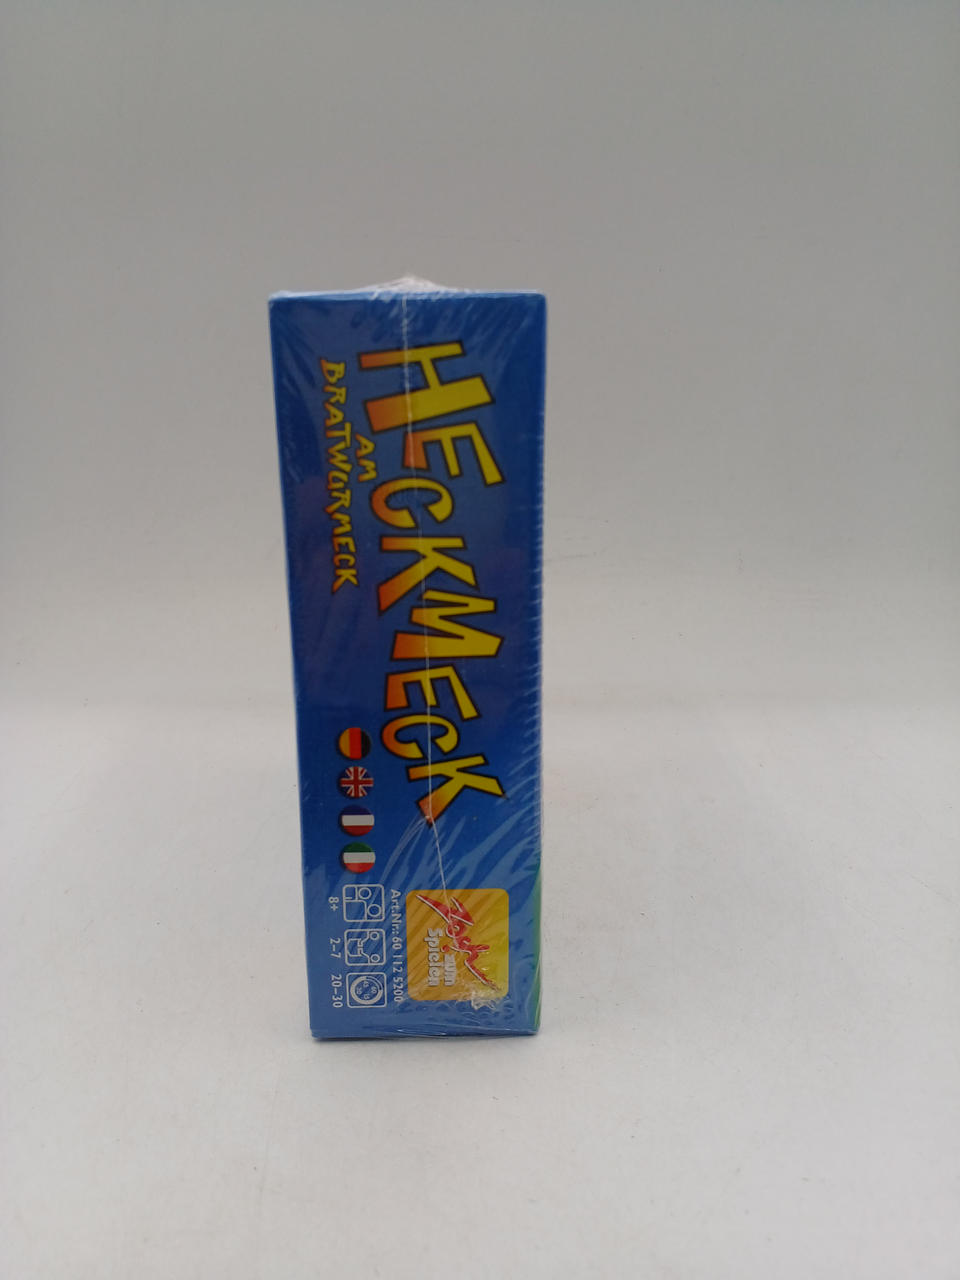 HECKMECK
AM
BRATWURMECK
Zoch
zum
Spielen
Art.Nr.: 60 112 5200
8+
2-7
20-30